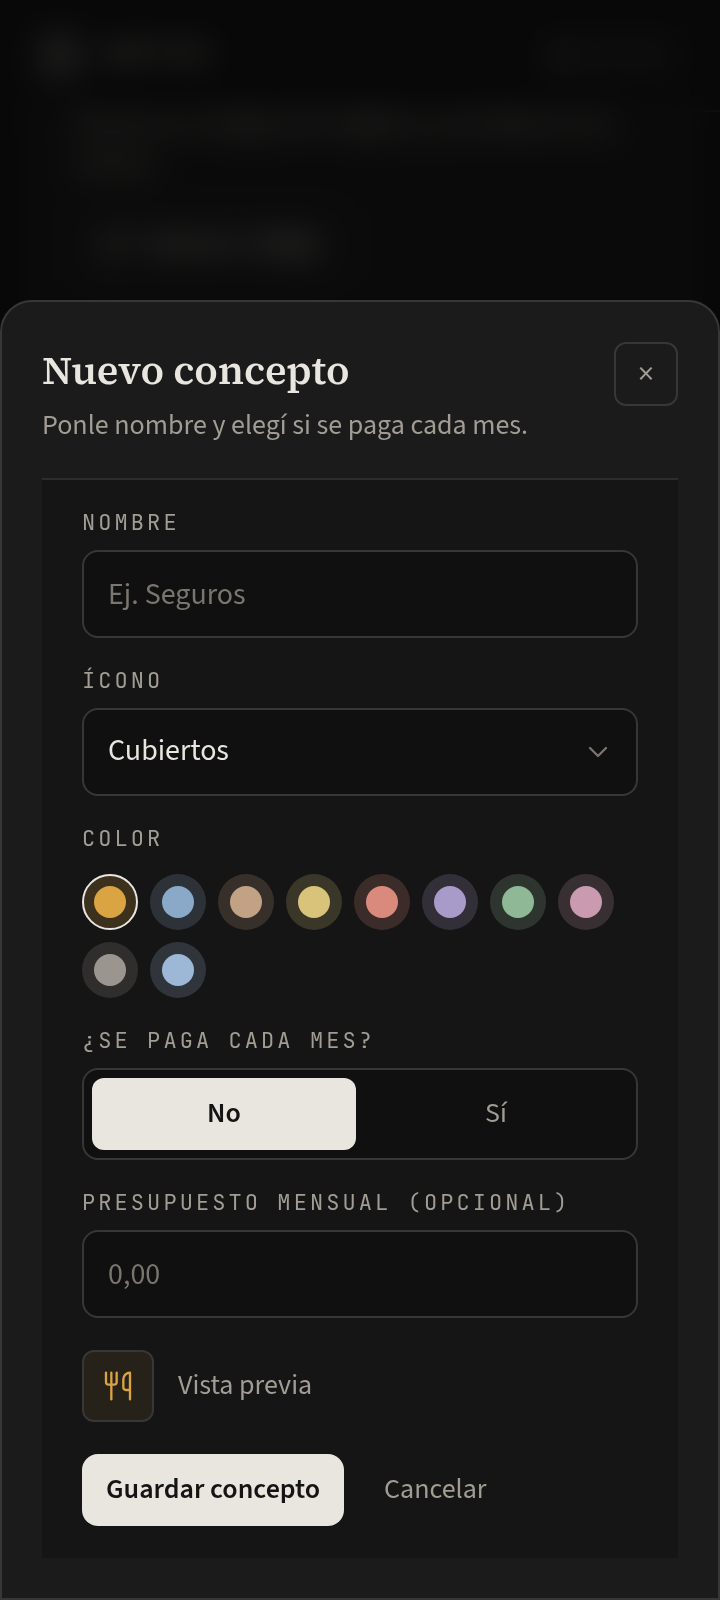 Nuevo concepto
×
Ponle nombre y elegí si se paga cada mes.
NOMBRE
Ej. Seguros
ÍCONO
Cubiertos
COLOR
¿SE PAGA CADA MES?
No Sí
PRESUPUESTO MENSUAL (OPCIONAL)
0,00
Vista previa
Guardar concepto Cancelar